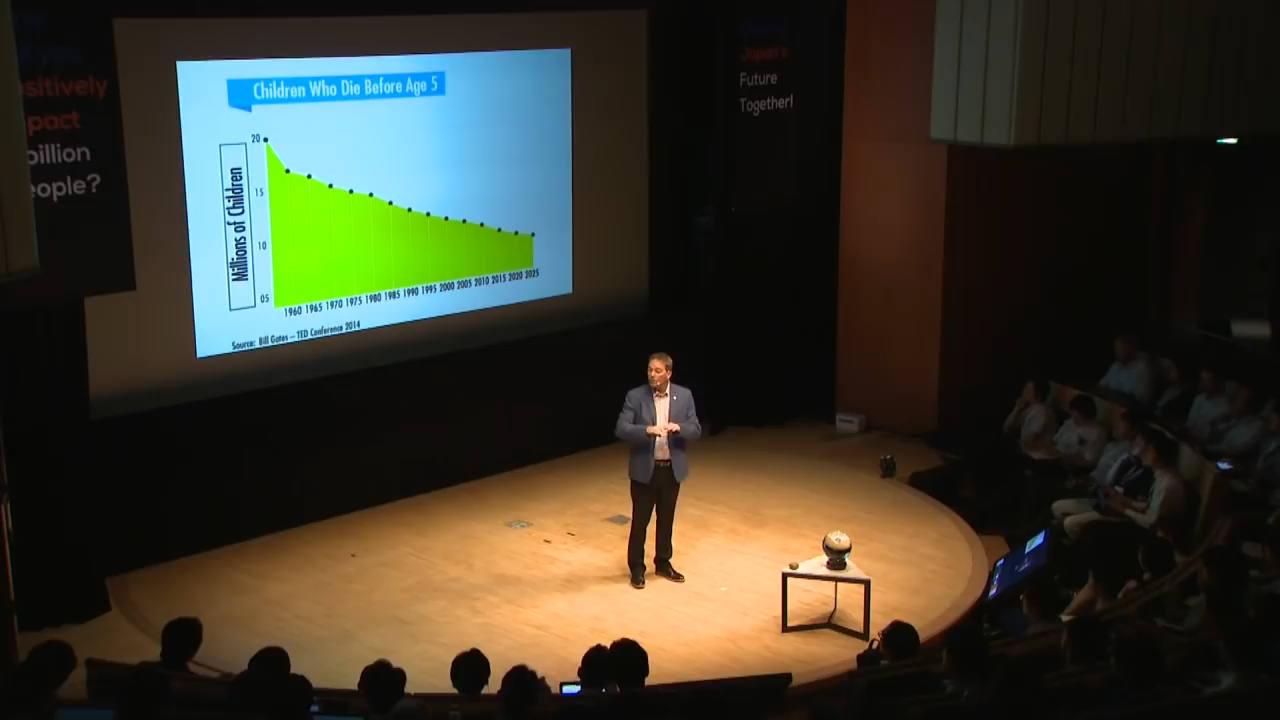 sitively
pact
billion
eople?
Children Who Die Before Age 5
Millions of Children
20
15
10
05
1960 1965 1970 1975 1980 1985 1990 1995 2000 2005 2010 2015 2020 2025
Source: Bill Gates – TED Conference 2014
Japan's
Future
Together!